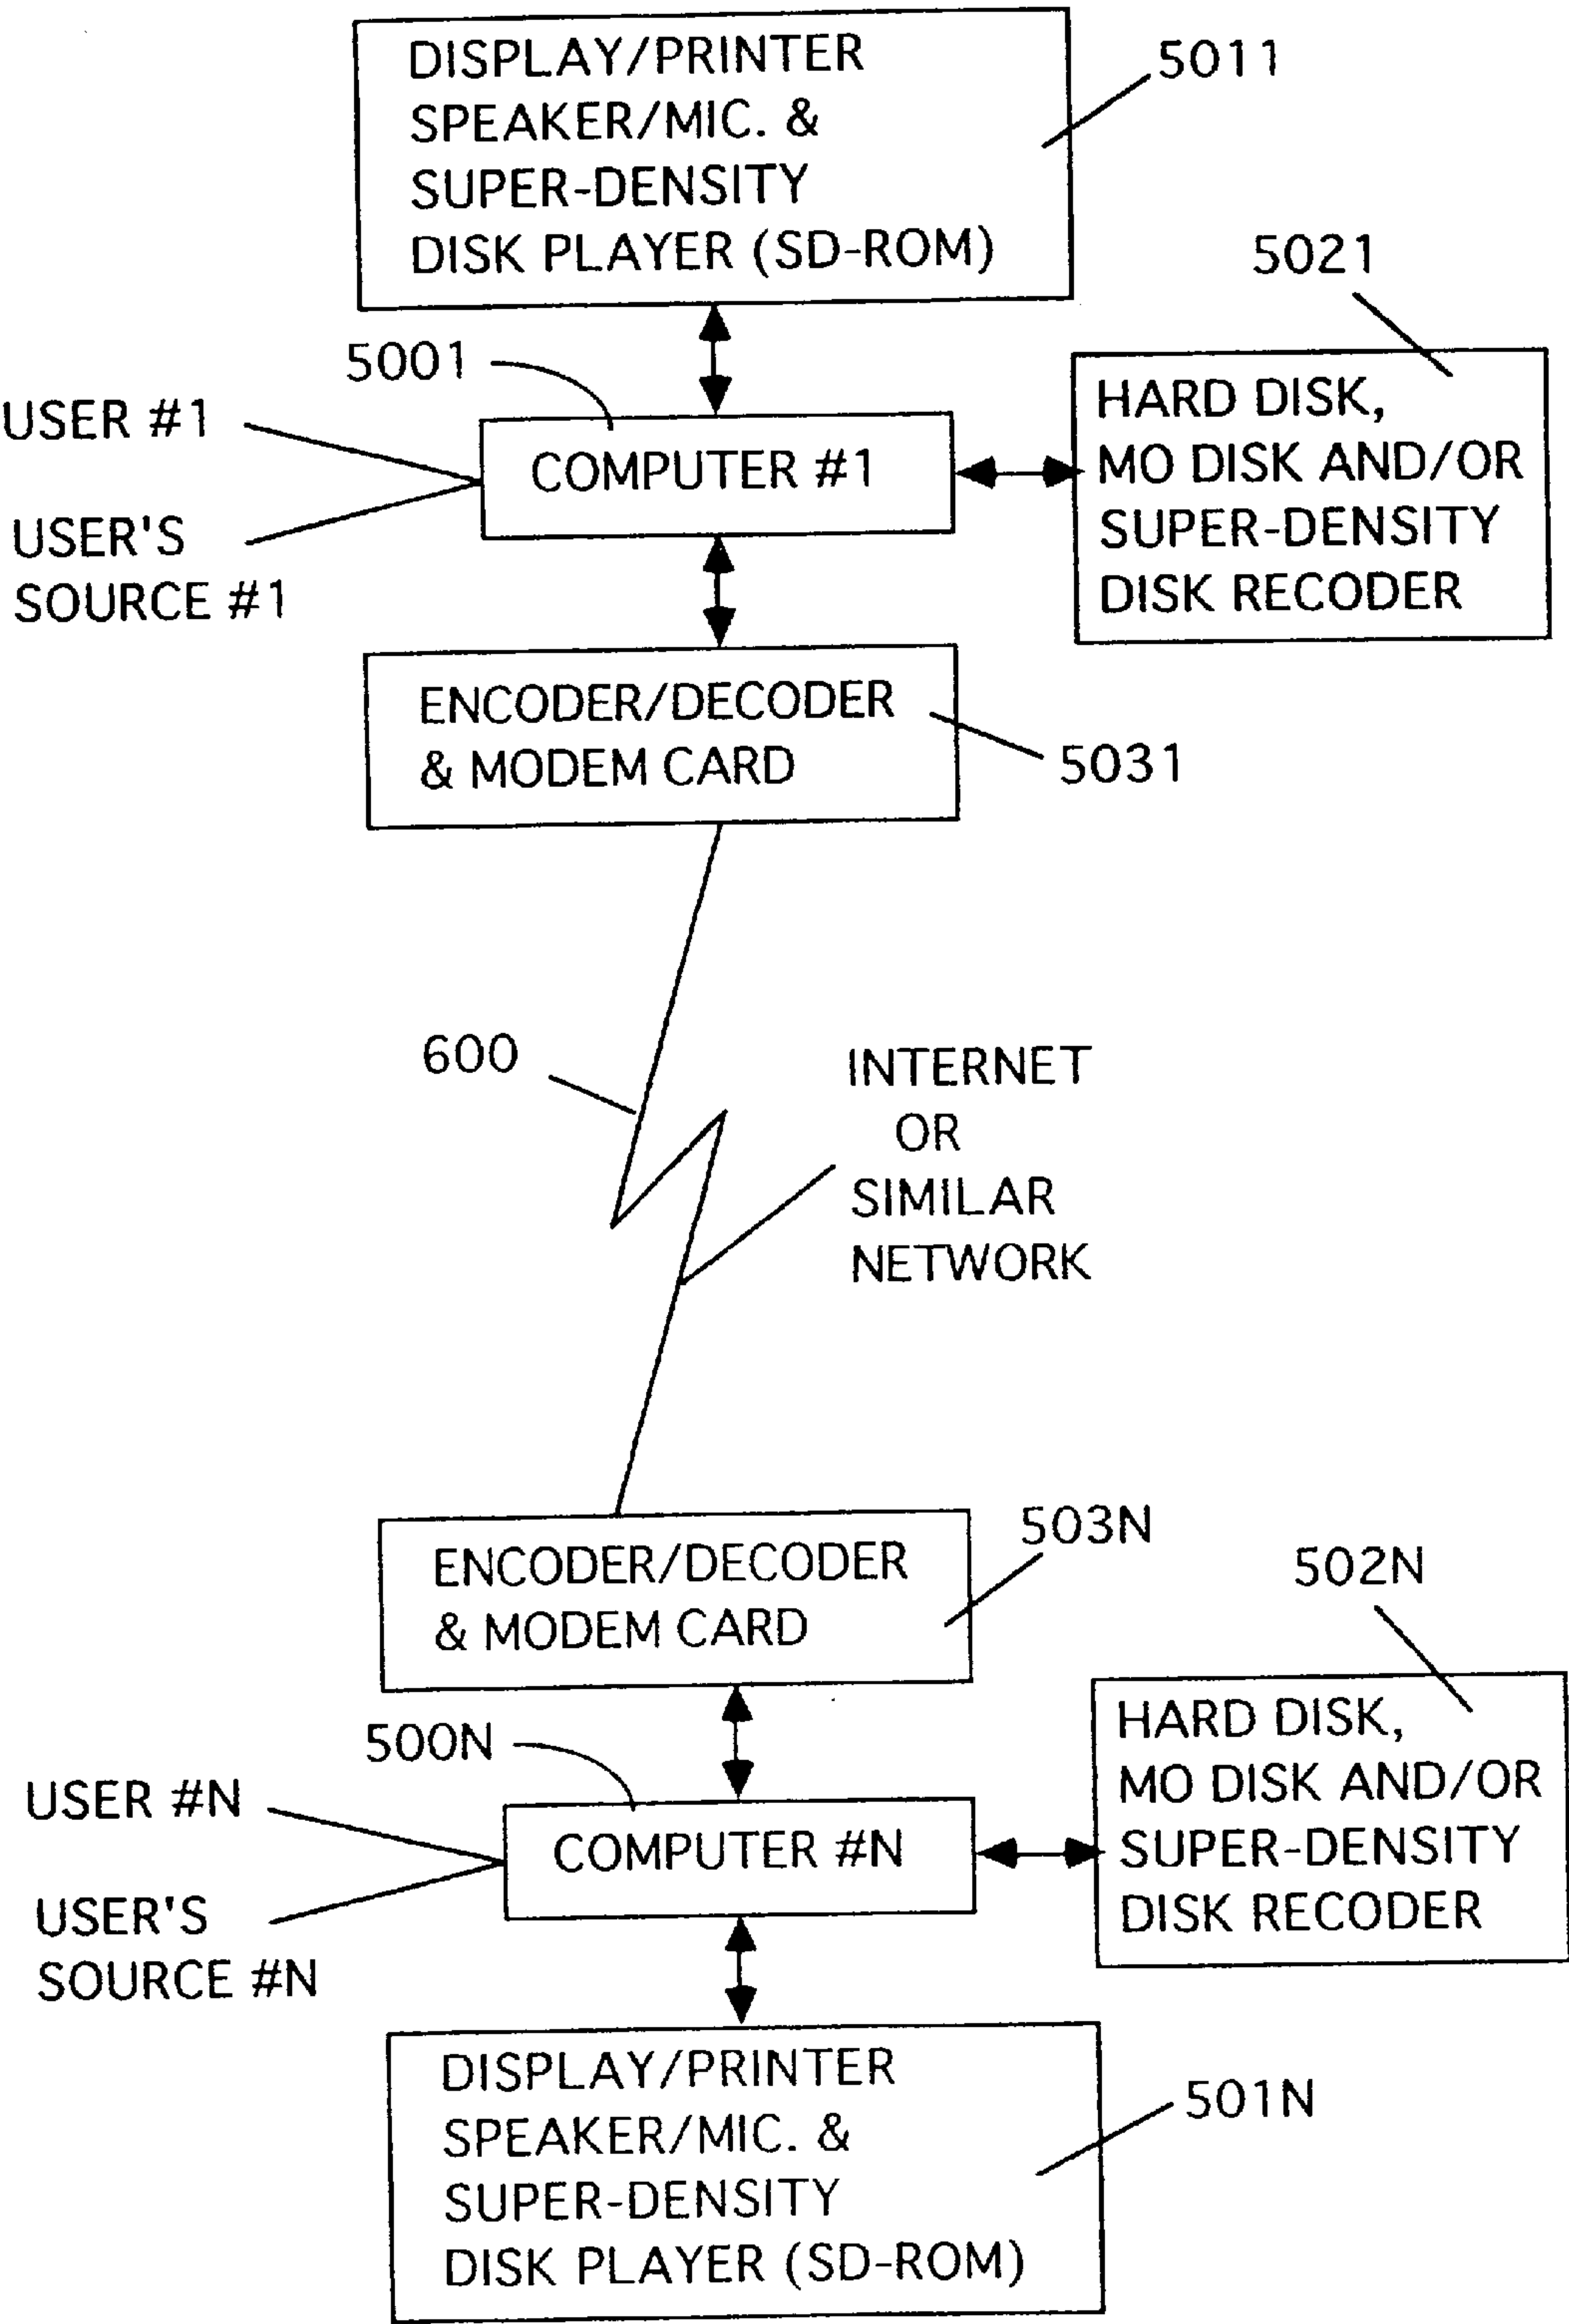 DISPLAY/PRINTER
SPEAKER/MIC. &
SUPER-DENSITY
DISK PLAYER (SD-ROM)
5011
5021
5001
USER #1
USER'S
SOURCE #1
COMPUTER #1
HARD DISK,
MO DISK AND/OR
SUPER-DENSITY
DISK RECODER
ENCODER/DECODER
& MODEM CARD
5031
600
INTERNET
OR
SIMILAR
NETWORK
ENCODER/DECODER
& MODEM CARD
503N
502N
500N
USER #N
USER'S
SOURCE #N
COMPUTER #N
HARD DISK,
MO DISK AND/OR
SUPER-DENSITY
DISK RECODER
DISPLAY/PRINTER
SPEAKER/MIC. &
SUPER-DENSITY
DISK PLAYER (SD-ROM)
501N